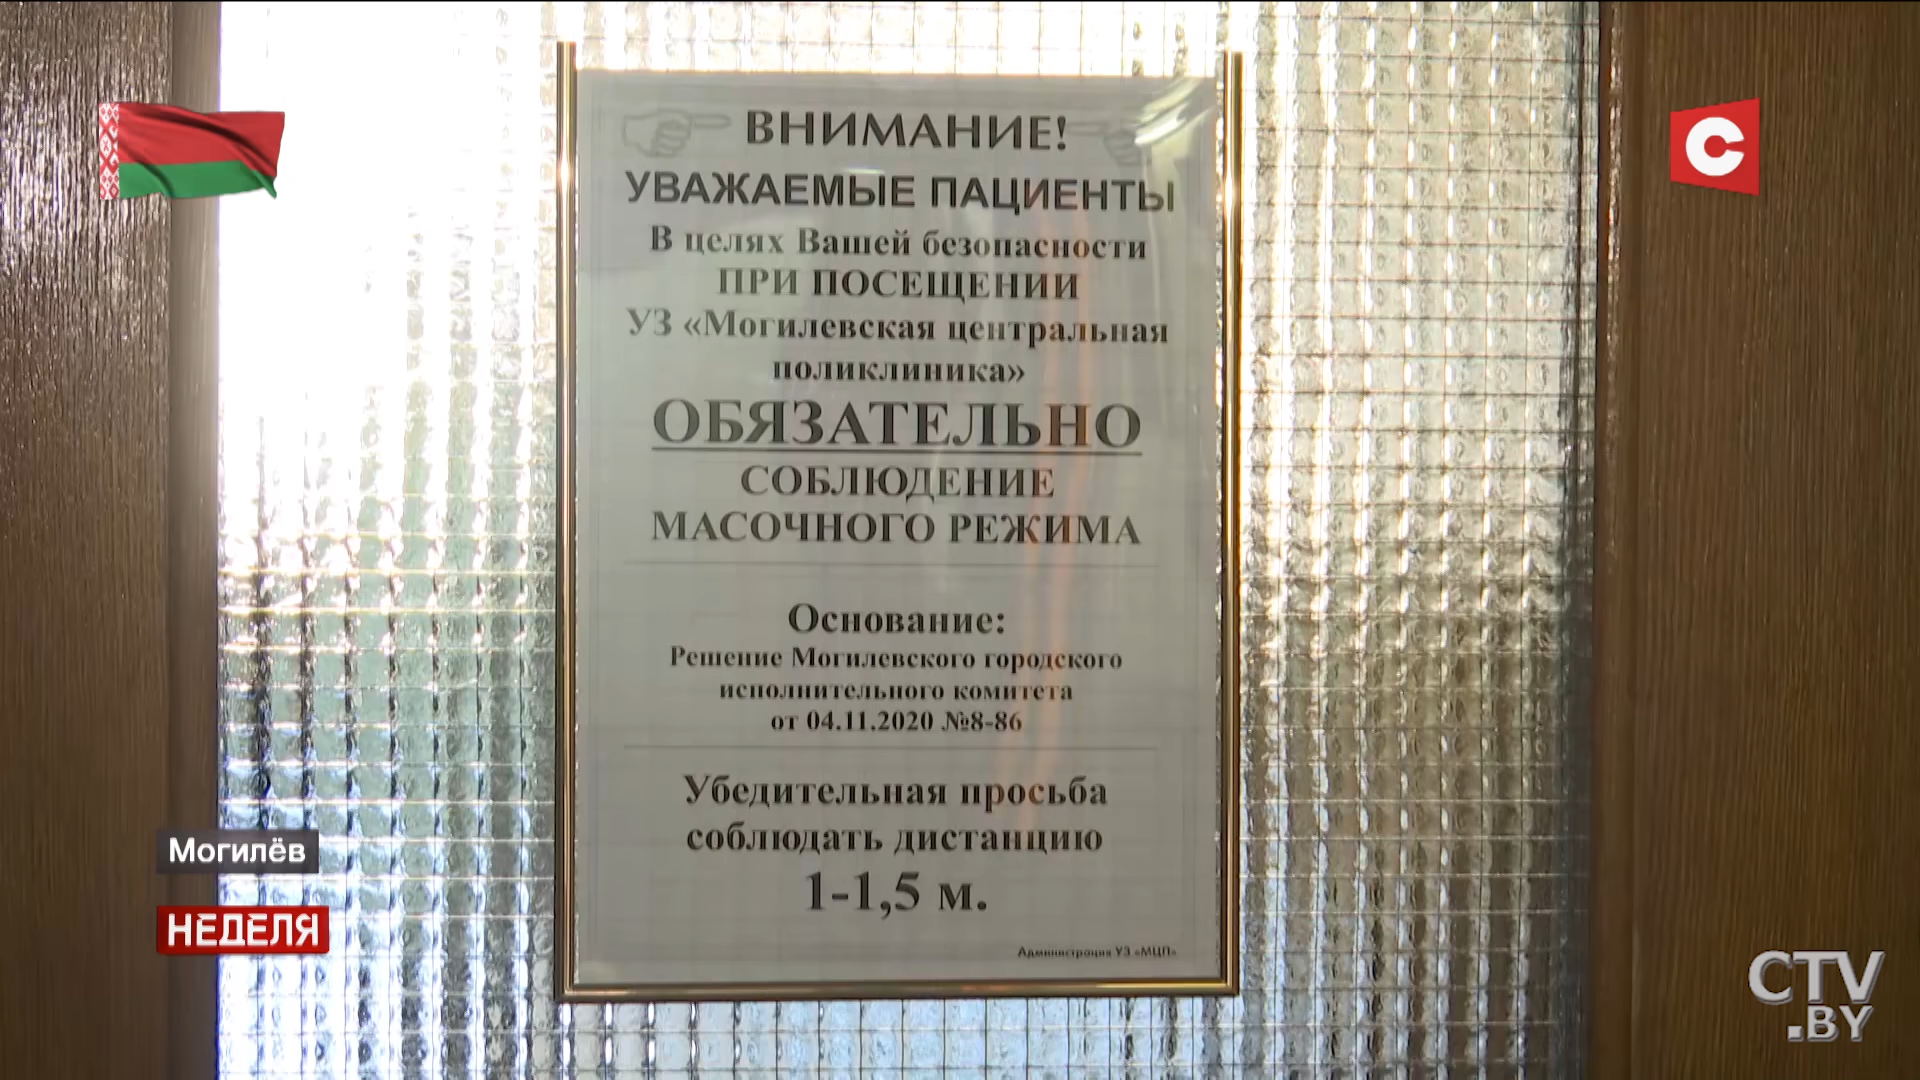 ВНИМАНИЕ!
УВАЖАЕМЫЕ ПАЦИЕНТЫ
В целях Вашей безопасности
ПРИ ПОСЕЩЕНИИ
УЗ «Могилевская центральная
поликлиника»
ОБЯЗАТЕЛЬНО
СОБЛЮДЕНИЕ
МАСОЧНОГО РЕЖИМА
Основание:
Решение Могилевского городского
исполнительного комитета
от 04.11.2020 №8-86
Убедительная просьба
соблюдать дистанцию
1-1,5 м.
Администрация УЗ «МЦП»
Могилёв
НЕДЕЛЯ
C
CTV
.BY